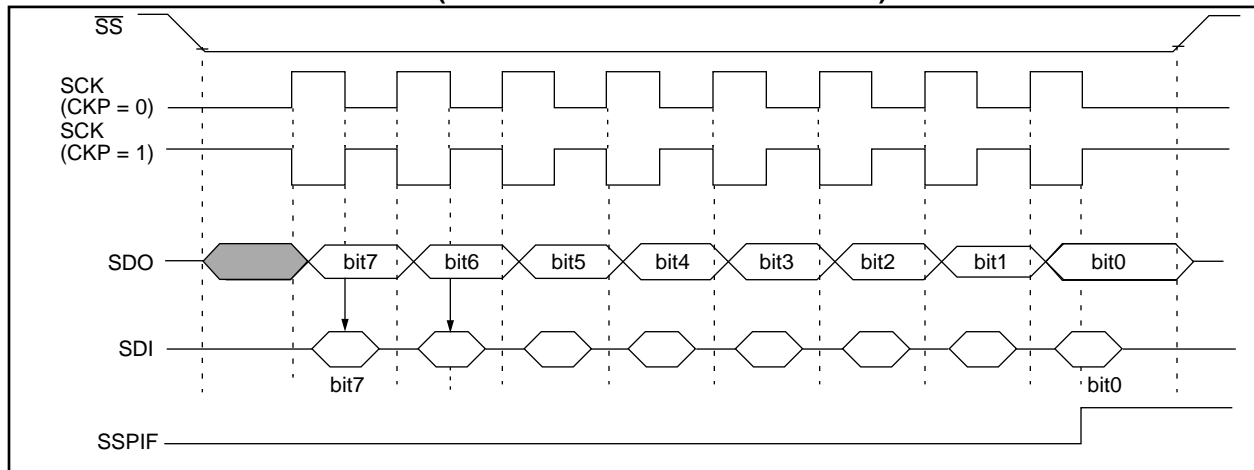 SS
SCK
(CKP = 0)
SCK
(CKP = 1)
SDO bit7 bit6 bit5 bit4 bit3 bit2 bit1 bit0
SDI
bit7 bit0
SSPIF